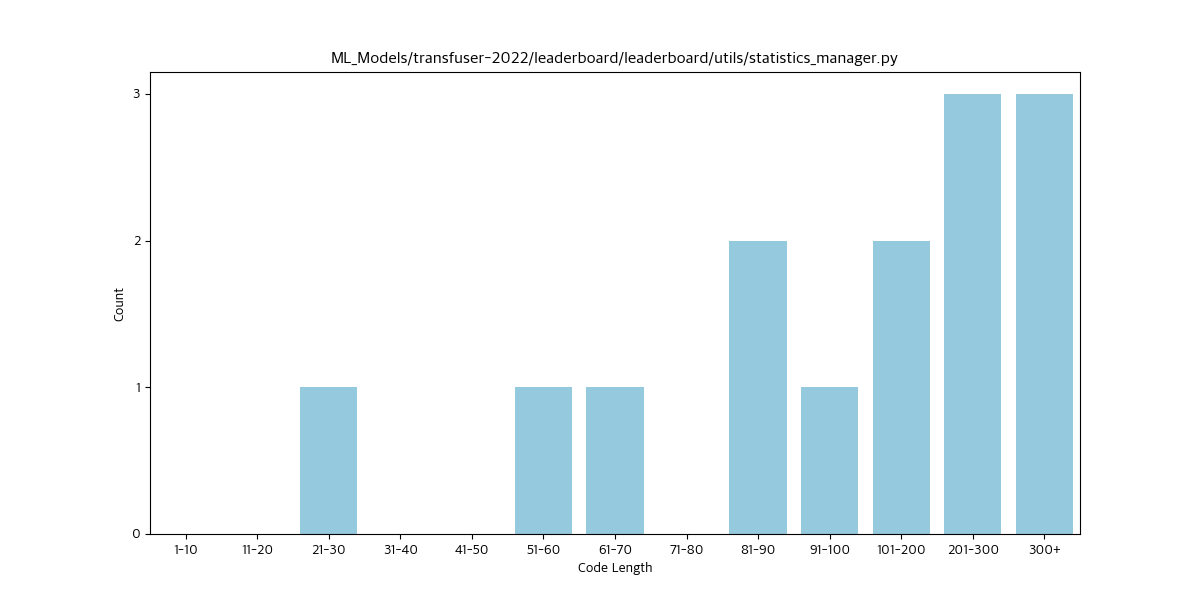 ML_Models/transfuser-2022/leaderboard/leaderboard/utils/statistics_manager.py
3
2
1
0
Count
1-10 11-20 21-30 31-40 41-50 51-60 61-70 71-80 81-90 91-100 101-200 201-300 300+
Code Length